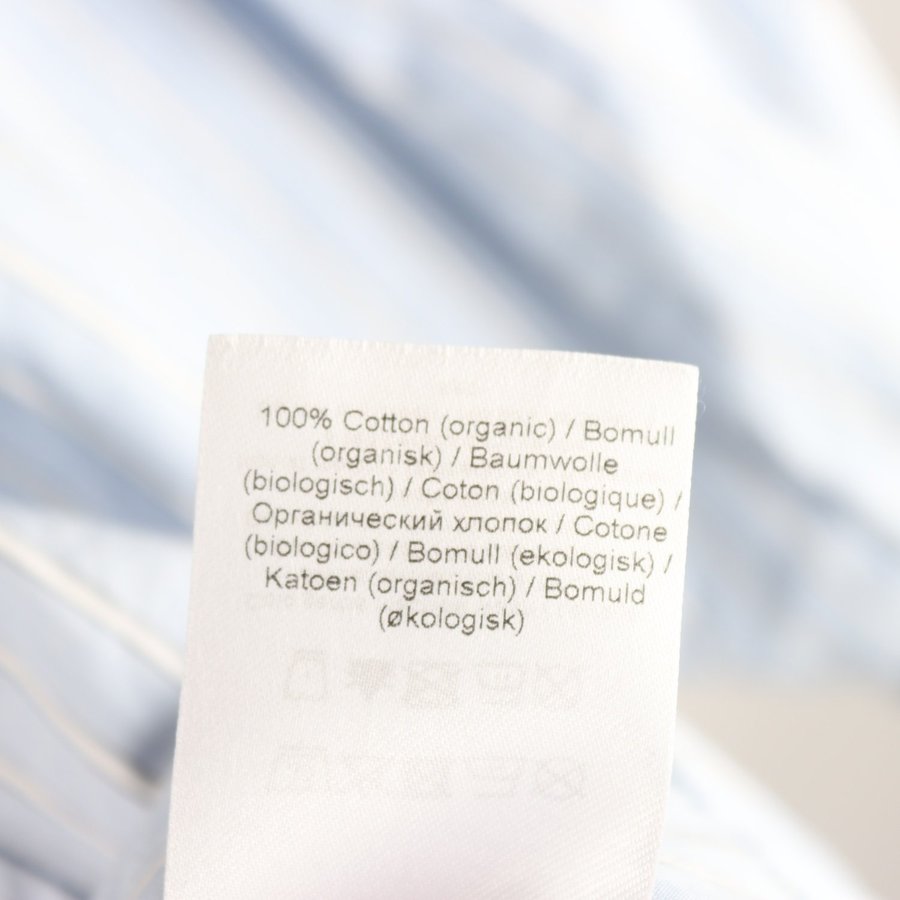 100% Cotton (organic) / Bomull
(organisk) / Baumwolle
(biologisch) / Coton (biologique) /
Органический хлопок / Cotone
(biologico) / Bomull (ekologisk) /
Katoen (organisch) / Bomuld
(økologisk)